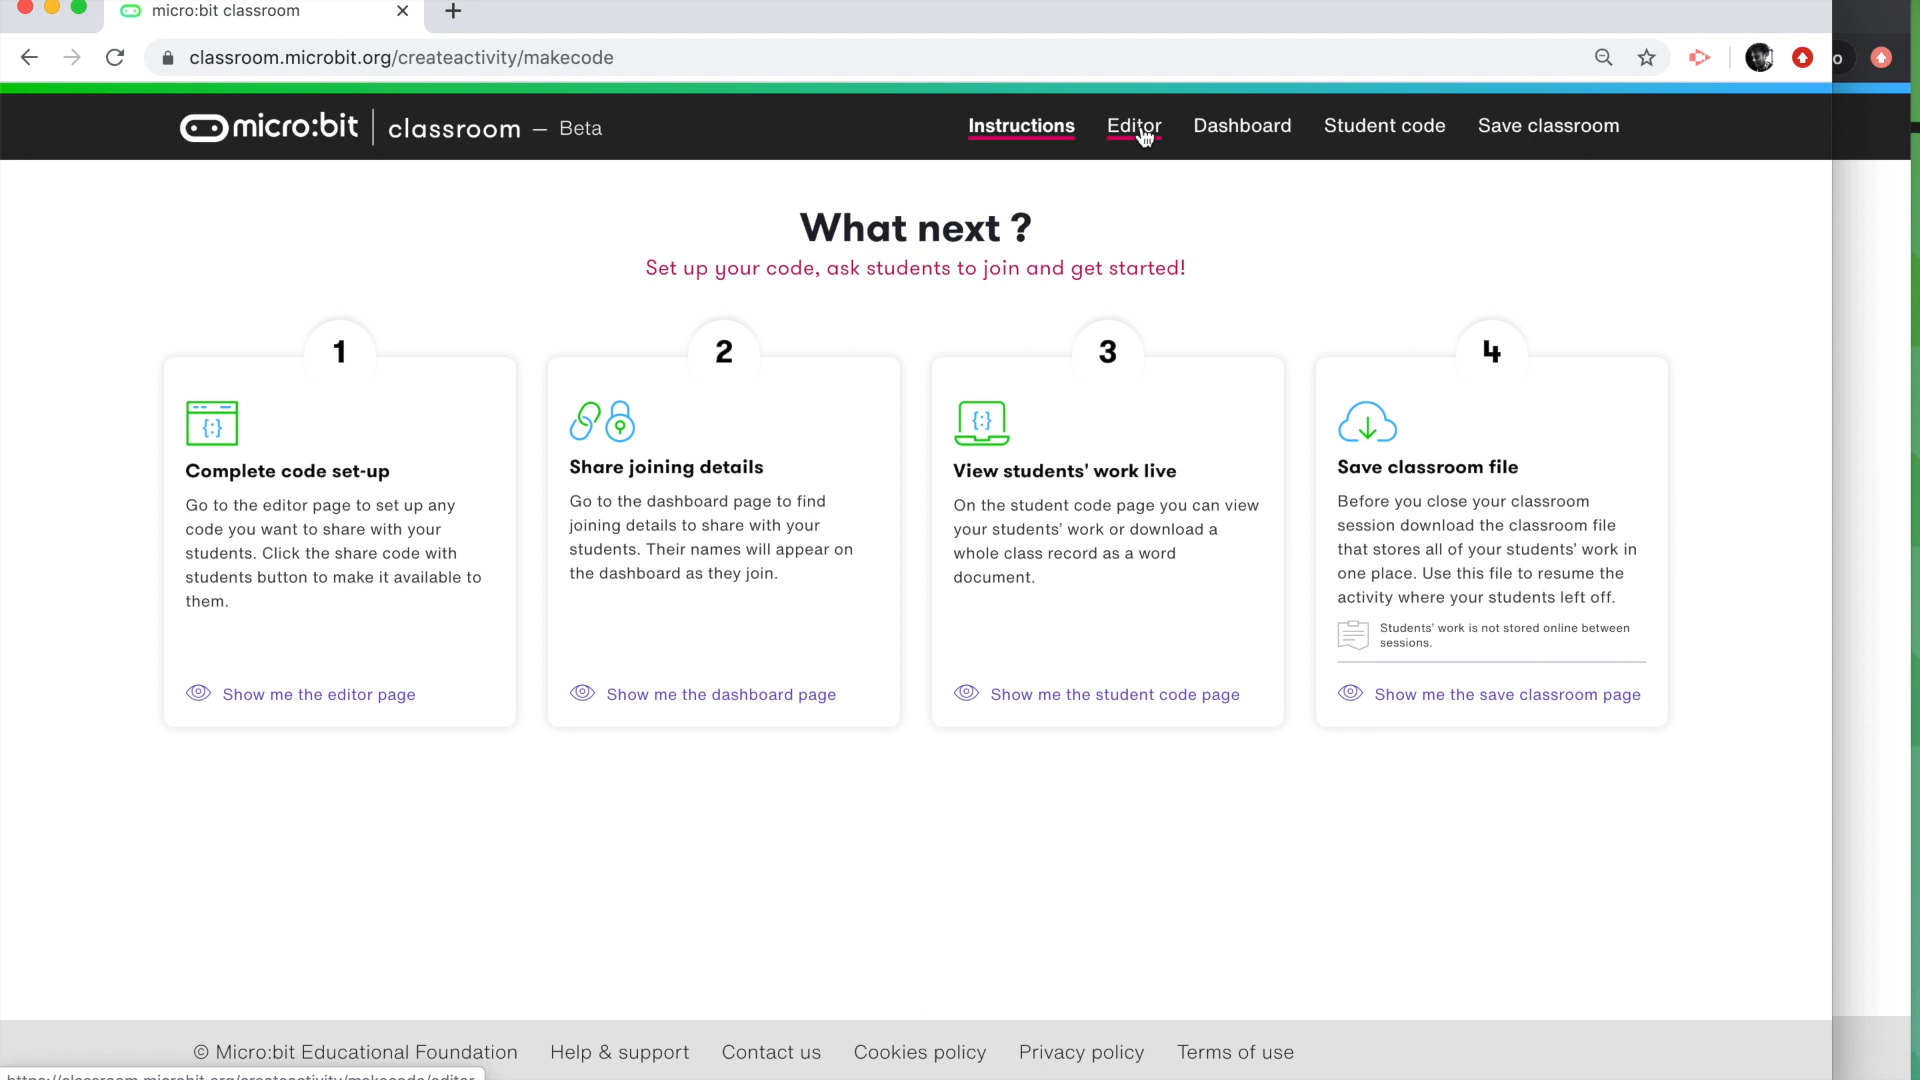 micro:bit classroom
classroom.microbit.org/createactivity/makecode
micro:bit classroom – Beta
Instructions Editor Dashboard Student code Save classroom
What next ?
Set up your code, ask students to join and get started!
1
Complete code set-up
Go to the editor page to set up any
code you want to share with your
students. Click the share code with
students button to make it available to
them.
Show me the editor page
2
Share joining details
Go to the dashboard page to find
joining details to share with your
students. Their names will appear on
the dashboard as they join.
Show me the dashboard page
3
View students' work live
On the student code page you can view
your students’ work or download a
whole class record as a word
document.
Show me the student code page
4
Save classroom file
Before you close your classroom
session download the classroom file
that stores all of your students’ work in
one place. Use this file to resume the
activity where your students left off.
Students’ work is not stored online between
sessions.
Show me the save classroom page
© Micro:bit Educational Foundation Help & support Contact us Cookies policy Privacy policy Terms of use
https://classroom.microbit.org/createactivity/makecode/editor